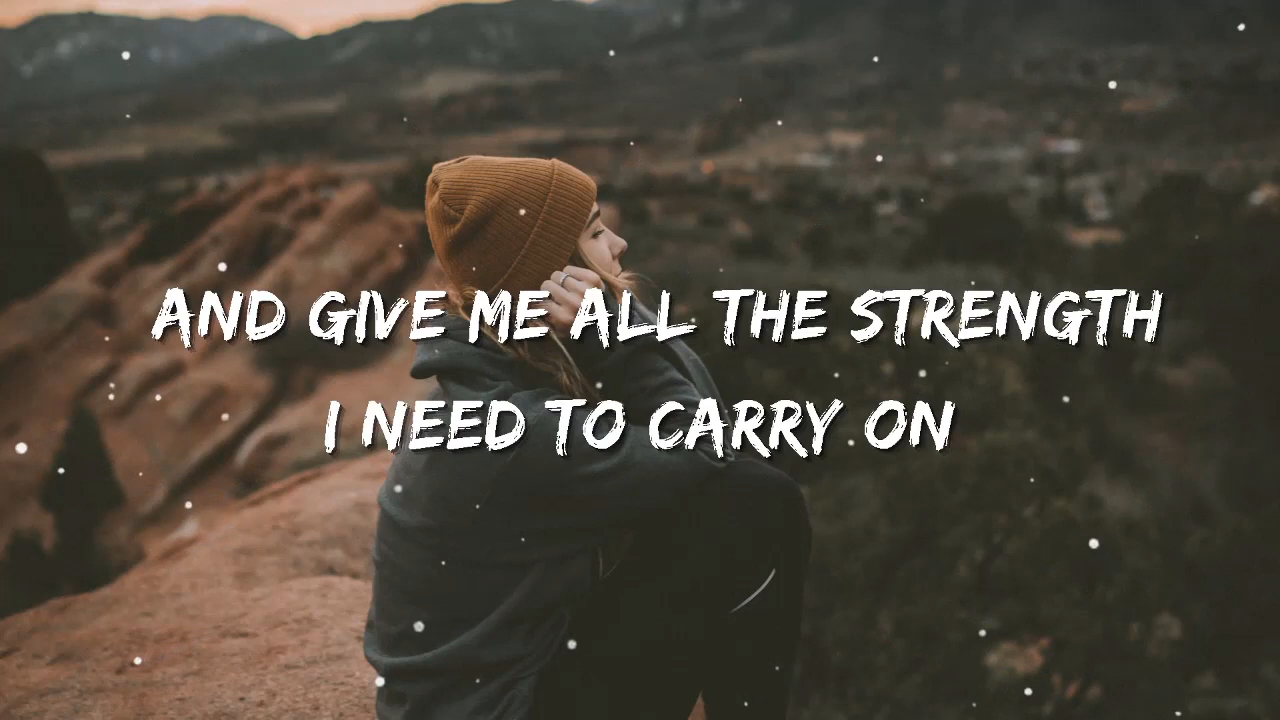 AND GIVE ME ALL THE STRENGTH
I NEED TO CARRY ON